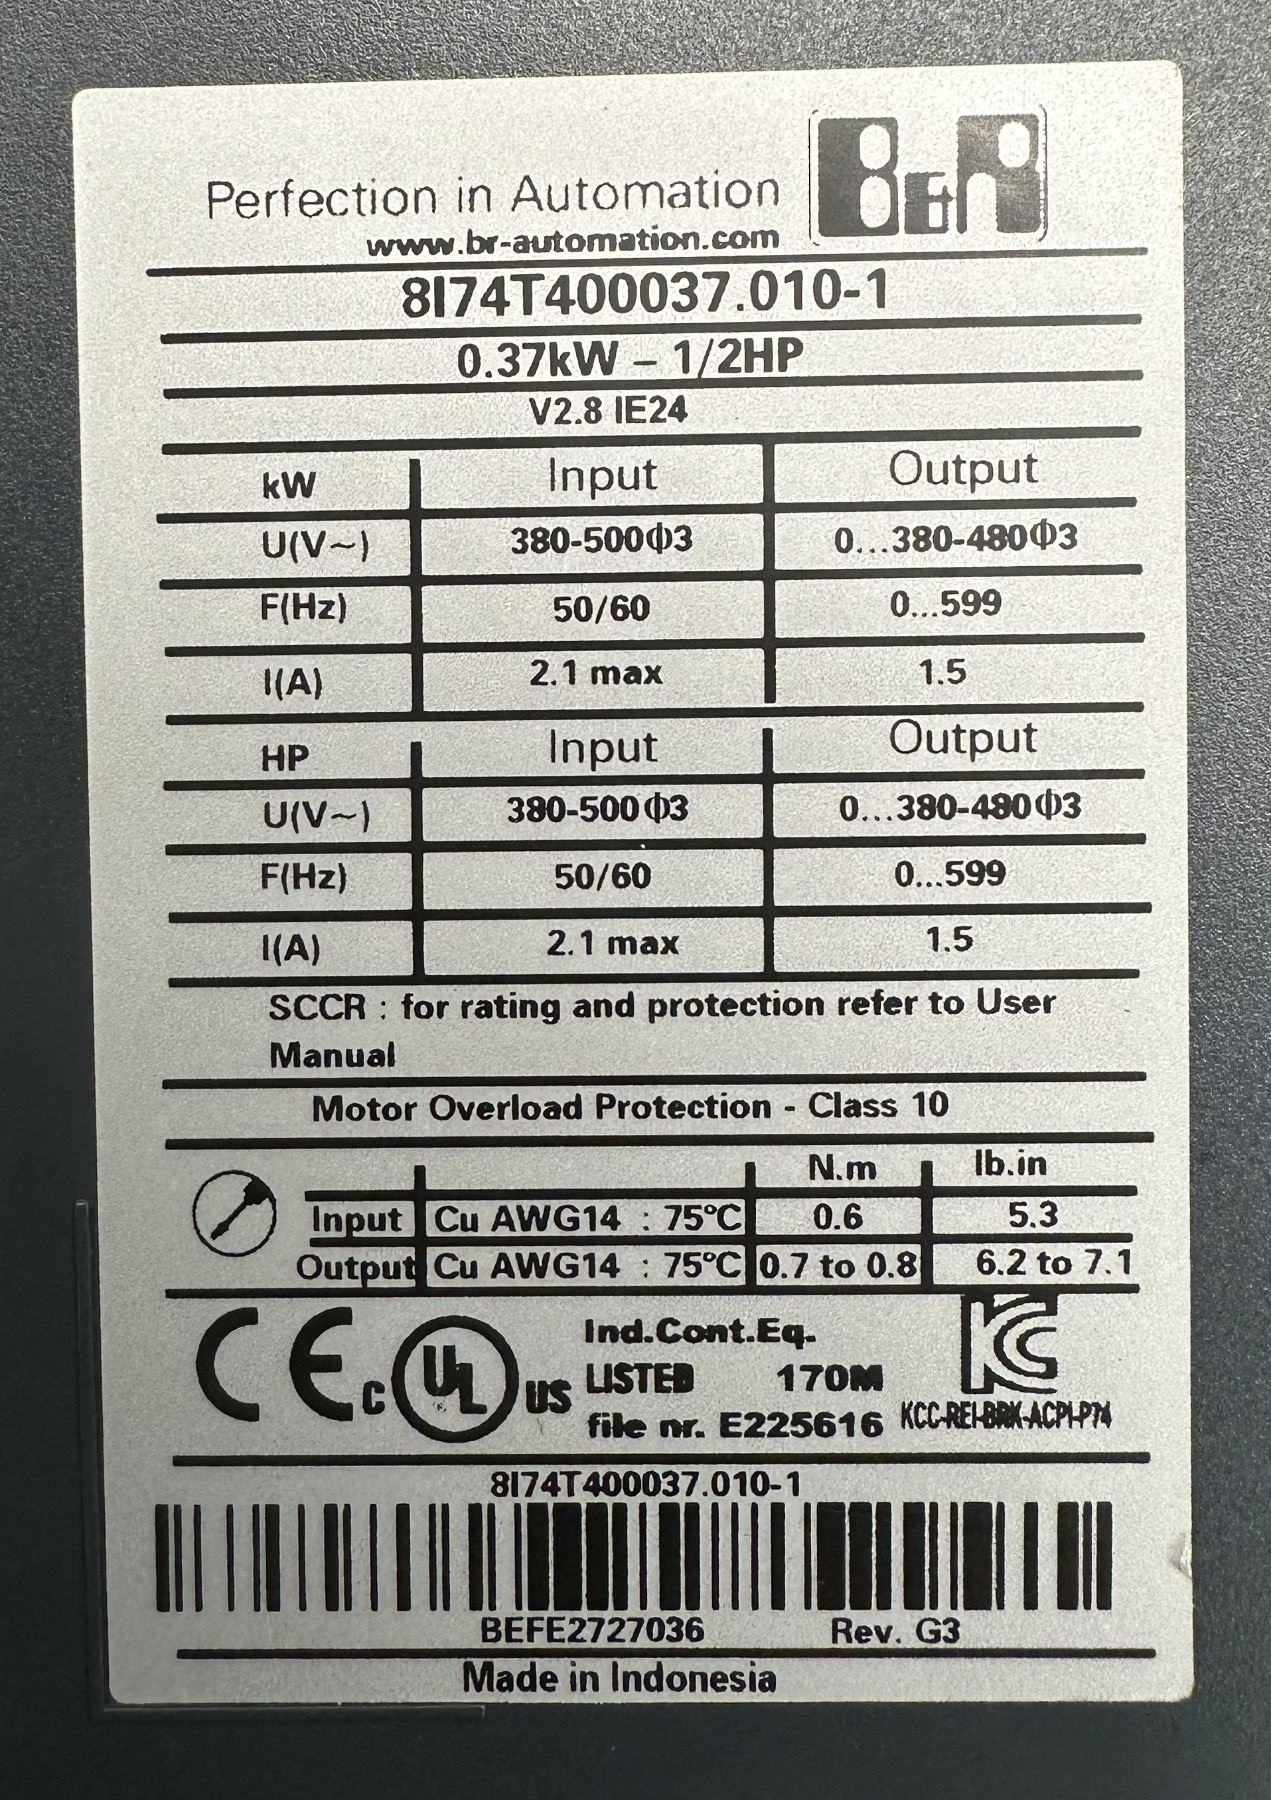 Perfection in Automation
B&R
www.br-automation.com
8I74T400037.010-1
0.37kW – 1/2HP
V2.8 IE24
kW Input Output
U(V~) 380-500Φ3 0...380-480Φ3
F(Hz) 50/60 0...599
I(A) 2.1 max 1.5
HP Input Output
U(V~) 380-500Φ3 0...380-480Φ3
F(Hz) 50/60 0...599
I(A) 2.1 max 1.5
SCCR : for rating and protection refer to User
Manual
Motor Overload Protection - Class 10
N.m lb.in
Input Cu AWG14 : 75°C 0.6 5.3
Output Cu AWG14 : 75°C 0.7 to 0.8 6.2 to 7.1
CE c UL us
Ind.Cont.Eq.
LISTED 170M
file nr. E225616
KC
KCC-REI-BRK-ACPI-P74
8I74T400037.010-1
BEFE2727036 Rev. G3
Made in Indonesia